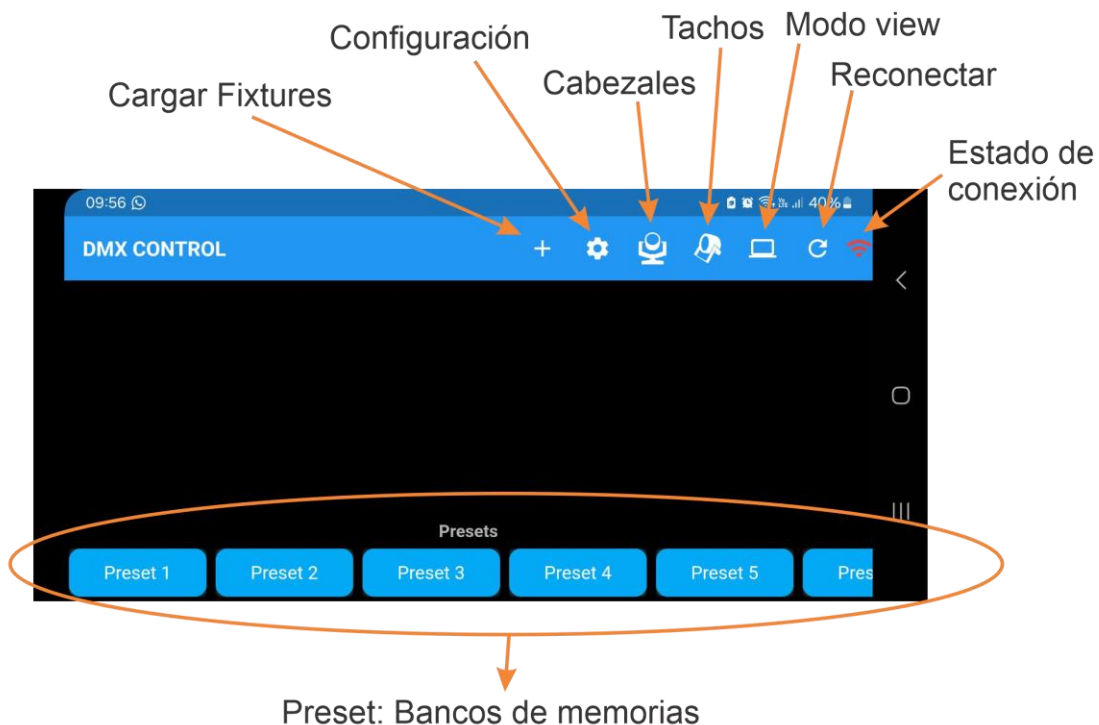 Tachos
Modo view
Configuración
Cabezales
Reconectar
Cargar Fixtures
Estado de
conexión
09:56
40%
DMX CONTROL
Presets
Preset 1
Preset 2
Preset 3
Preset 4
Preset 5
Pres
Preset: Bancos de memorias